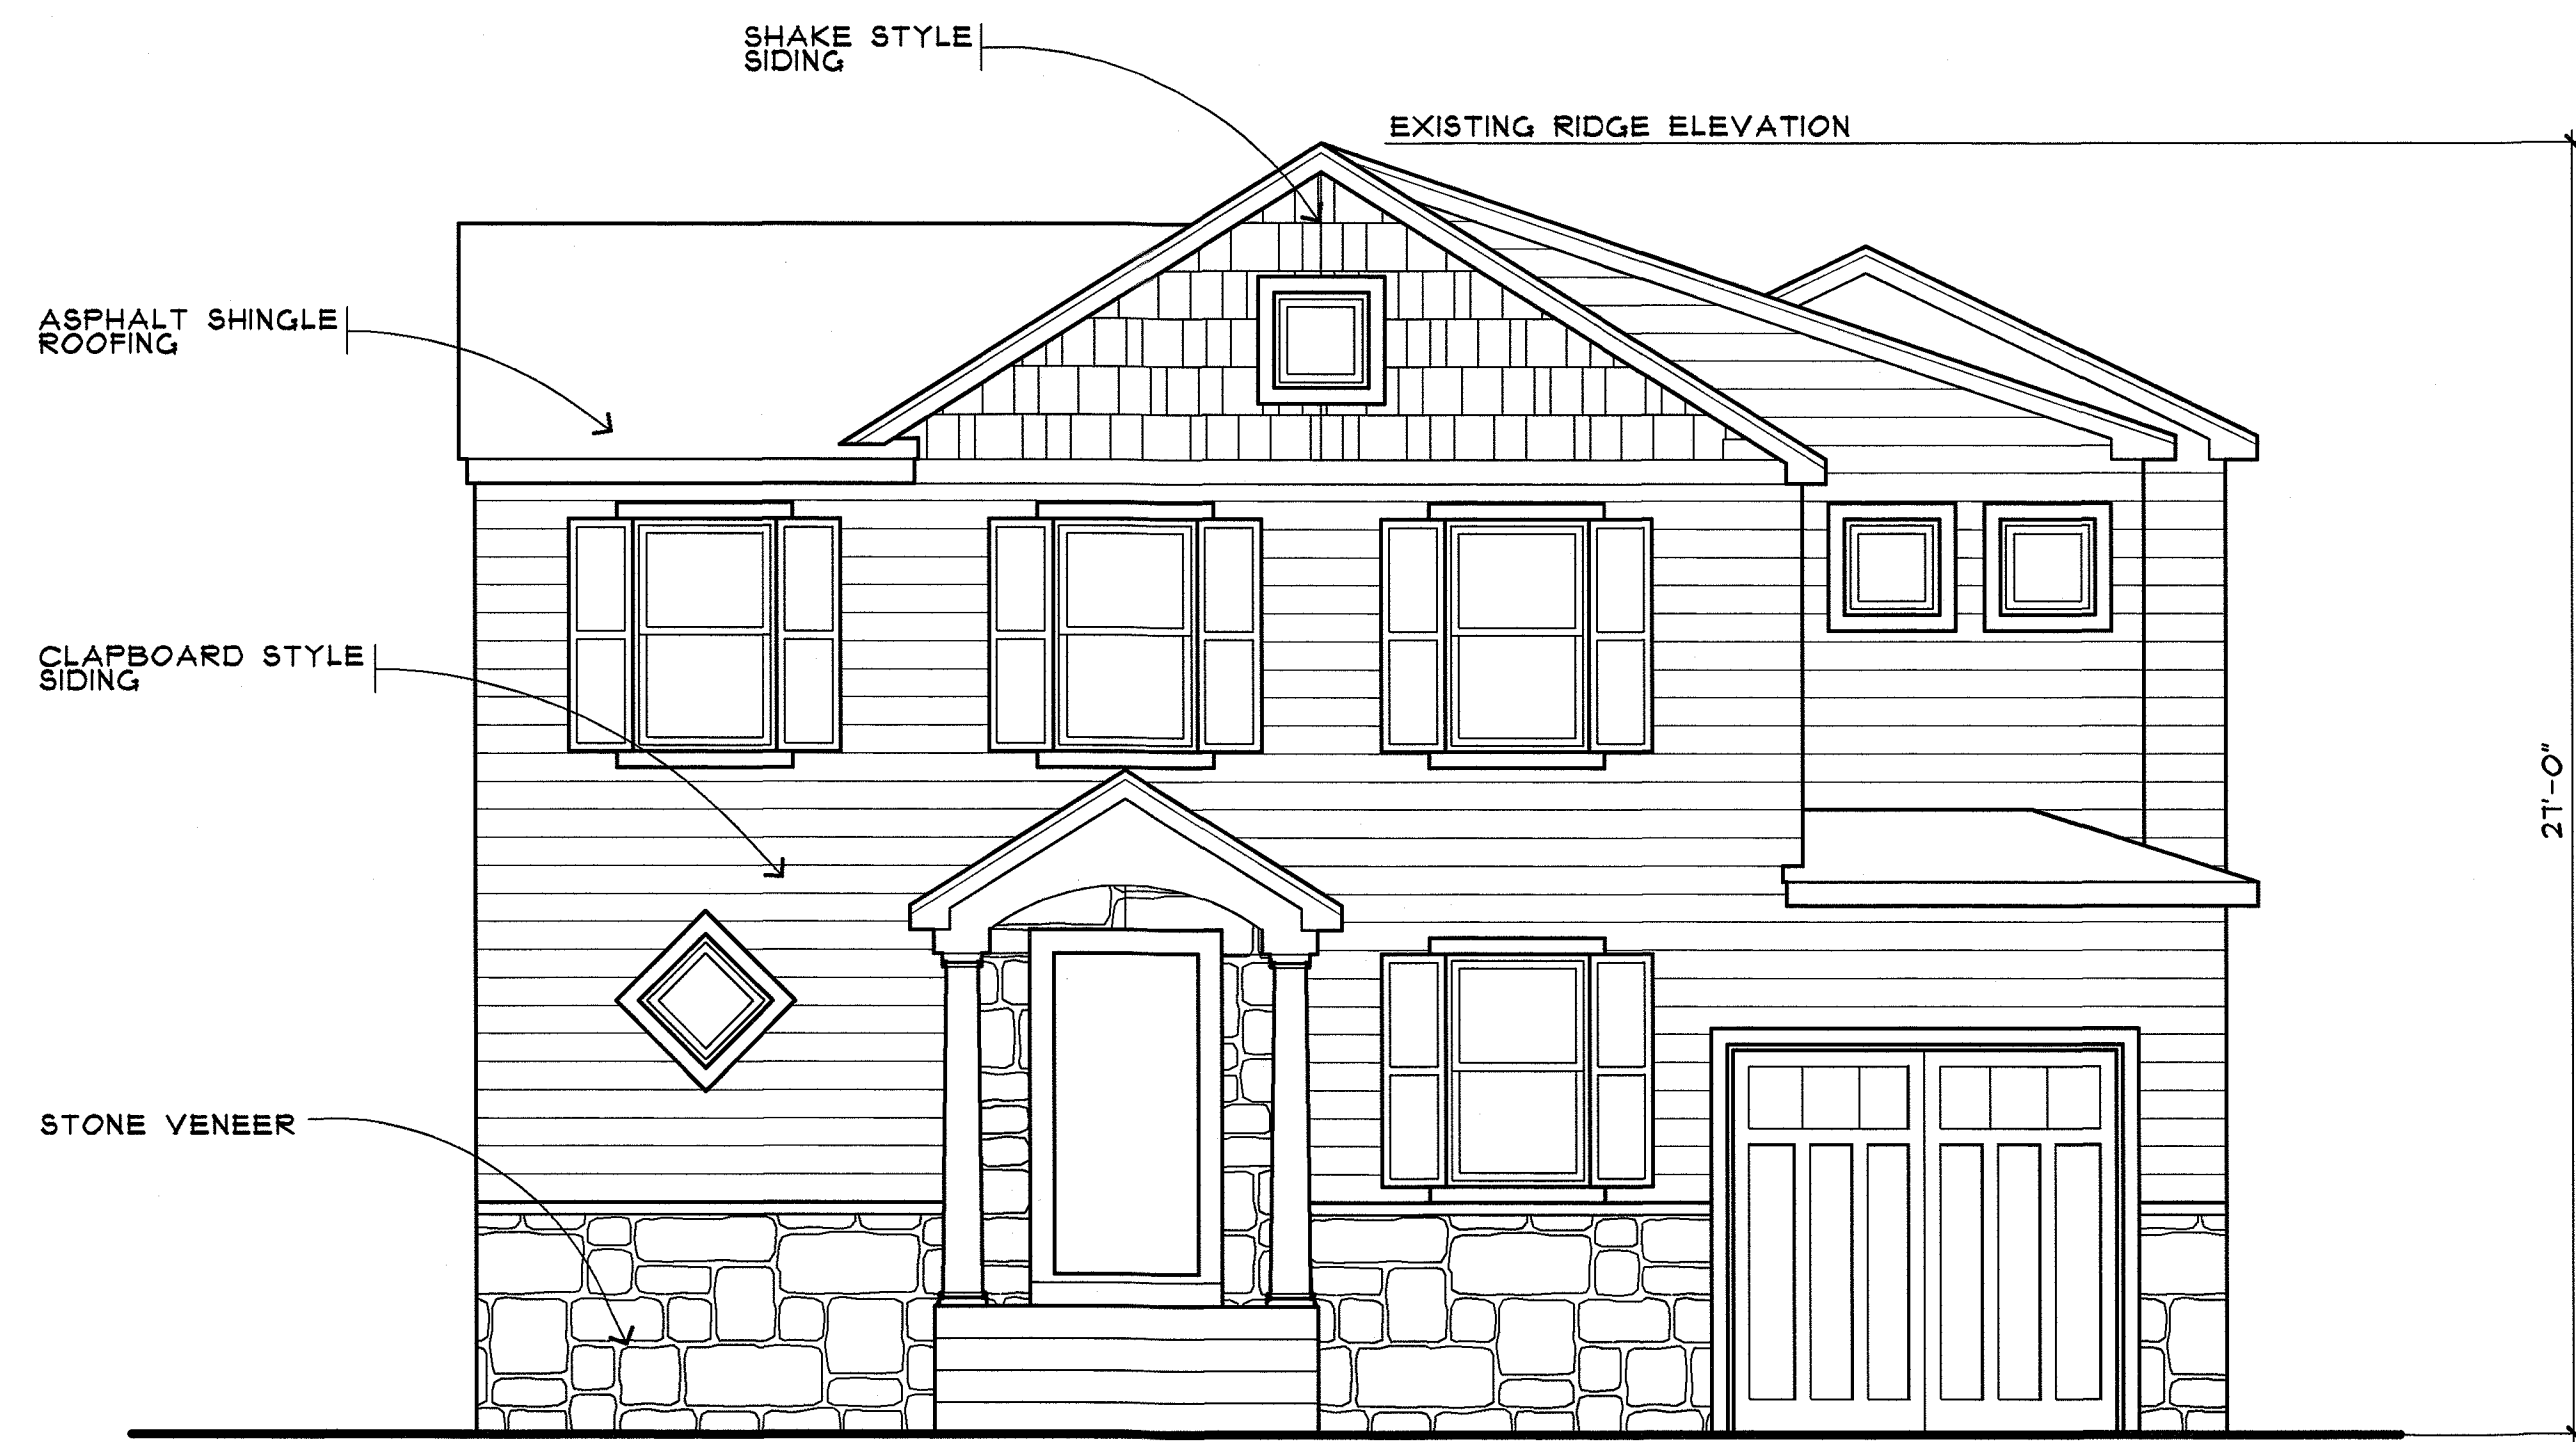 SHAKE STYLE
SIDING
EXISTING RIDGE ELEVATION
ASPHALT SHINGLE
ROOFING
CLAPBOARD STYLE
SIDING
27'-0"
STONE VENEER